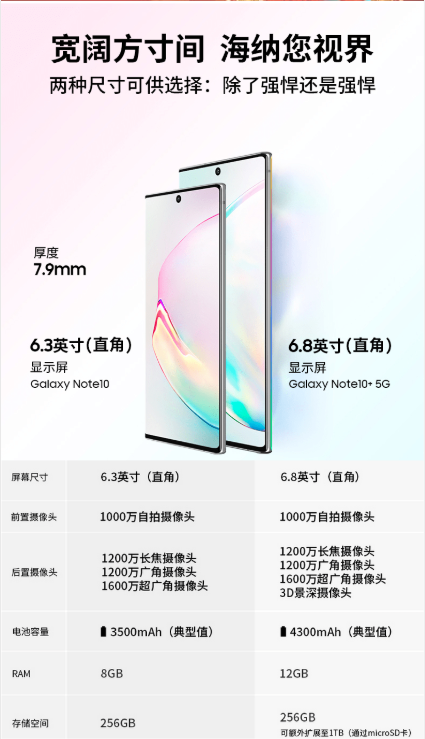 宽阔方寸间 海纳您视界
两种尺寸可供选择：除了强悍还是强悍
厚度
7.9mm
6.3英寸(直角)
显示屏
Galaxy Note10
6.8英寸(直角)
显示屏
Galaxy Note10+ 5G
屏幕尺寸 6.3英寸（直角） 6.8英寸（直角）
前置摄像头 1000万自拍摄像头 1000万自拍摄像头
后置摄像头
1200万长焦摄像头
1200万广角摄像头
1600万超广角摄像头
1200万长焦摄像头
1200万广角摄像头
1600万超广角摄像头
3D景深摄像头
电池容量 3500mAh（典型值） 4300mAh（典型值）
RAM 8GB 12GB
存储空间 256GB 256GB
可额外扩展至1TB（通过microSD卡）